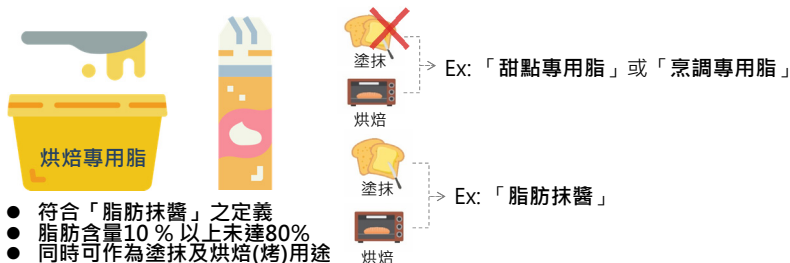 烘焙專用脂
● 符合「脂肪抹醬」之定義
● 脂肪含量10 % 以上未達80%
● 同時可作為塗抹及烘焙(烤)用途
塗抹
烘焙
Ex: 「甜點專用脂」或「烹調專用脂」
塗抹
烘焙
Ex: 「脂肪抹醬」